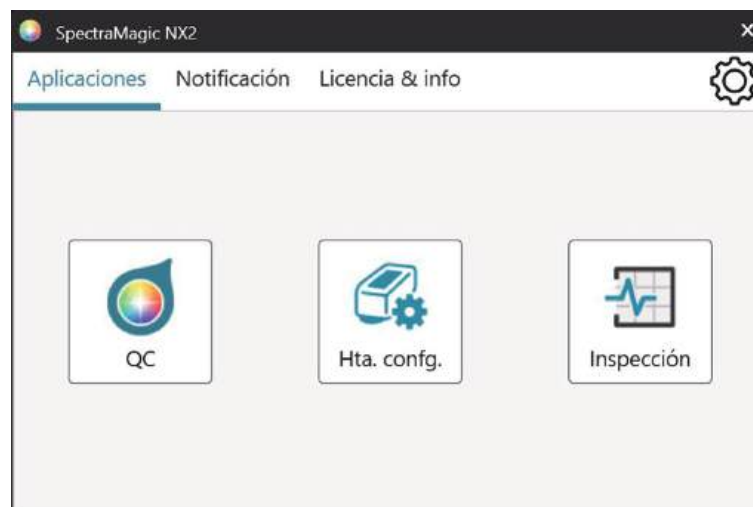 SpectraMagic NX2
Aplicaciones Notificación Licencia & info
QC Hta. confg. Inspección